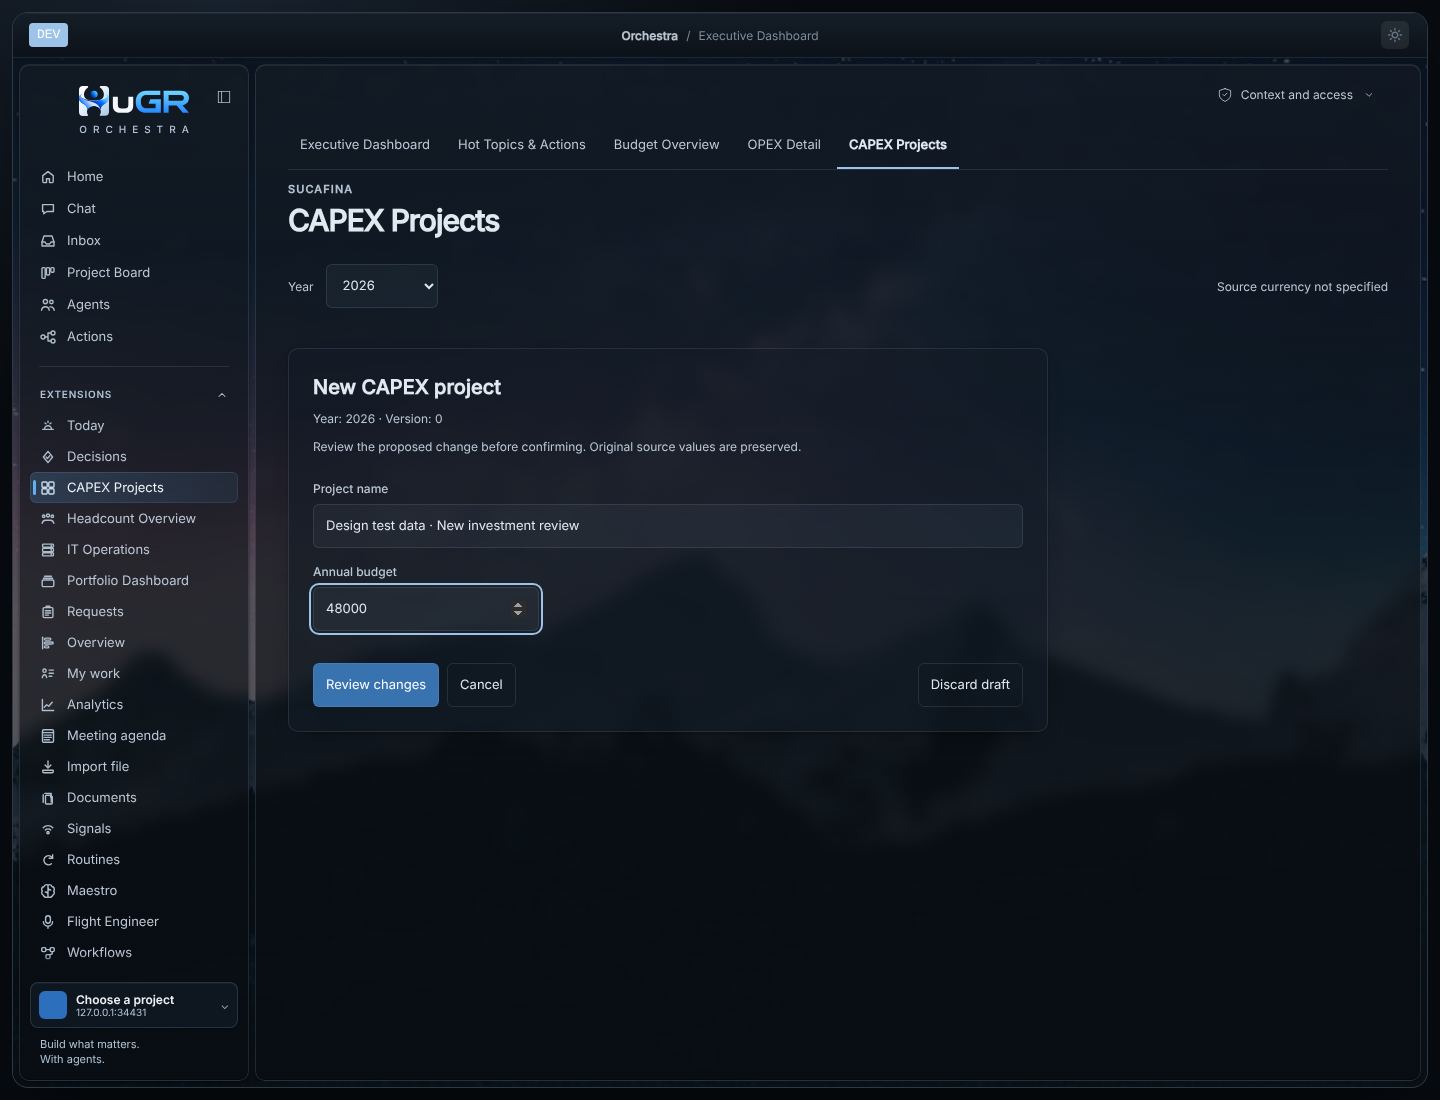 DEV
Orchestra / Executive Dashboard
HuGR
ORCHESTRA
Home
Chat
Inbox
Project Board
Agents
Actions
EXTENSIONS
Today
Decisions
CAPEX Projects
Headcount Overview
IT Operations
Portfolio Dashboard
Requests
Overview
My work
Analytics
Meeting agenda
Import file
Documents
Signals
Routines
Maestro
Flight Engineer
Workflows
Choose a project
127.0.0.1:34431
Build what matters.
With agents.
Context and access
Executive Dashboard Hot Topics & Actions Budget Overview OPEX Detail CAPEX Projects
SUCAFINA
CAPEX Projects
Year 2026 Source currency not specified
New CAPEX project
Year: 2026 · Version: 0
Review the proposed change before confirming. Original source values are preserved.
Project name
Design test data · New investment review
Annual budget
48000
Review changes Cancel Discard draft